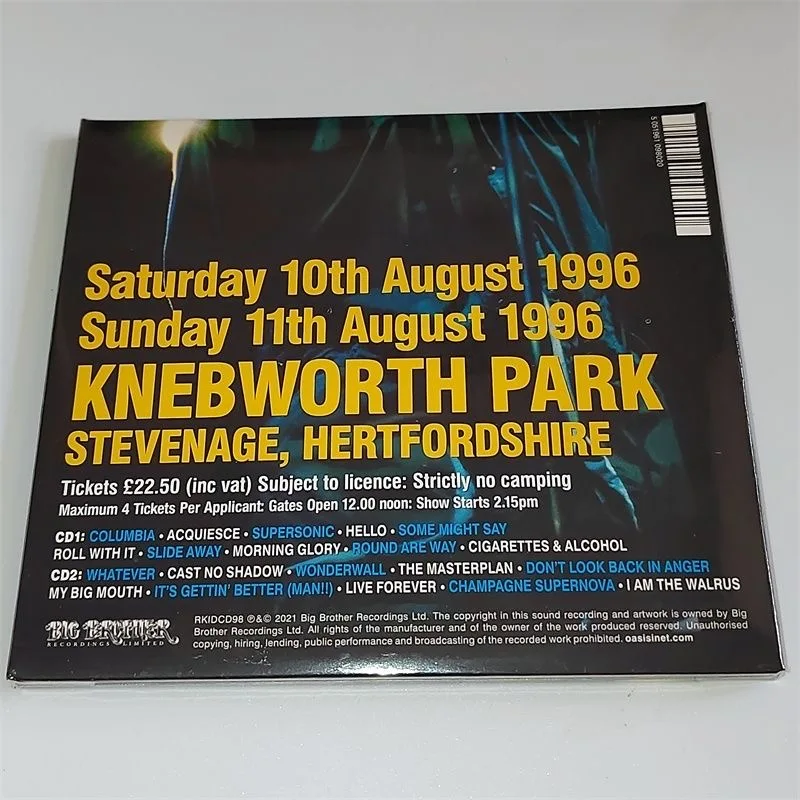 5 051961 098020
Saturday 10th August 1996
Sunday 11th August 1996
KNEBWORTH PARK
STEVENAGE, HERTFORDSHIRE
Tickets £22.50 (inc vat) Subject to licence: Strictly no camping
Maximum 4 Tickets Per Applicant: Gates Open 12.00 noon: Show Starts 2.15pm
CD1: COLUMBIA • ACQUIESCE • SUPERSONIC • HELLO • SOME MIGHT SAY
ROLL WITH IT • SLIDE AWAY • MORNING GLORY • ROUND ARE WAY • CIGARETTES & ALCOHOL
CD2: WHATEVER • CAST NO SHADOW • WONDERWALL • THE MASTERPLAN • DON'T LOOK BACK IN ANGER
MY BIG MOUTH • IT'S GETTIN' BETTER (MAN!!) • LIVE FOREVER • CHAMPAGNE SUPERNOVA • I AM THE WALRUS
BIG BROTHER
RECORDINGS LIMITED
RKIDCD98 ℗&© 2021 Big Brother Recordings Ltd. The copyright in this sound recording and artwork is owned by Big
Brother Recordings Ltd. All rights of the manufacturer and of the owner of the work produced reserved. Unauthorised
copying, hiring, lending, public performance and broadcasting of the recorded work prohibited. oasisinet.com